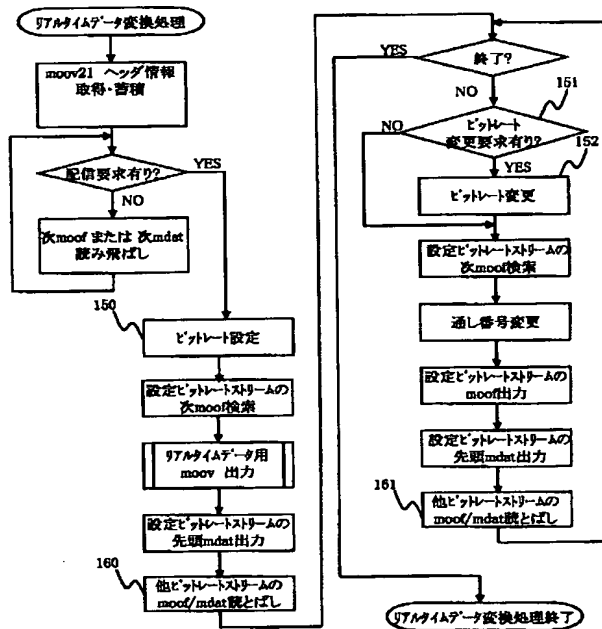 リアルタイムデータ変換処理
moov21 ヘッダ情報
取得・蓄積
配信要求有り?
YES
NO
次moof または 次mdat
読み飛ばし
150
ビットレート設定
設定ビットレートストリームの
次moof検索
リアルタイムデータ用
moov 出力
設定ビットレートストリームの
先頭mdat出力
160
他ビットレートストリームの
moof/mdat読とばし
YES
終了?
NO
151
NO
ビットレート
変更要求有り?
152
YES
ビットレート変更
設定ビットレートストリームの
次moof検索
通し番号変更
設定ビットレートストリームの
moof出力
設定ビットレートストリームの
先頭mdat出力
161
他ビットレートストリームの
moof/mdat読とばし
リアルタイムデータ変換処理終了